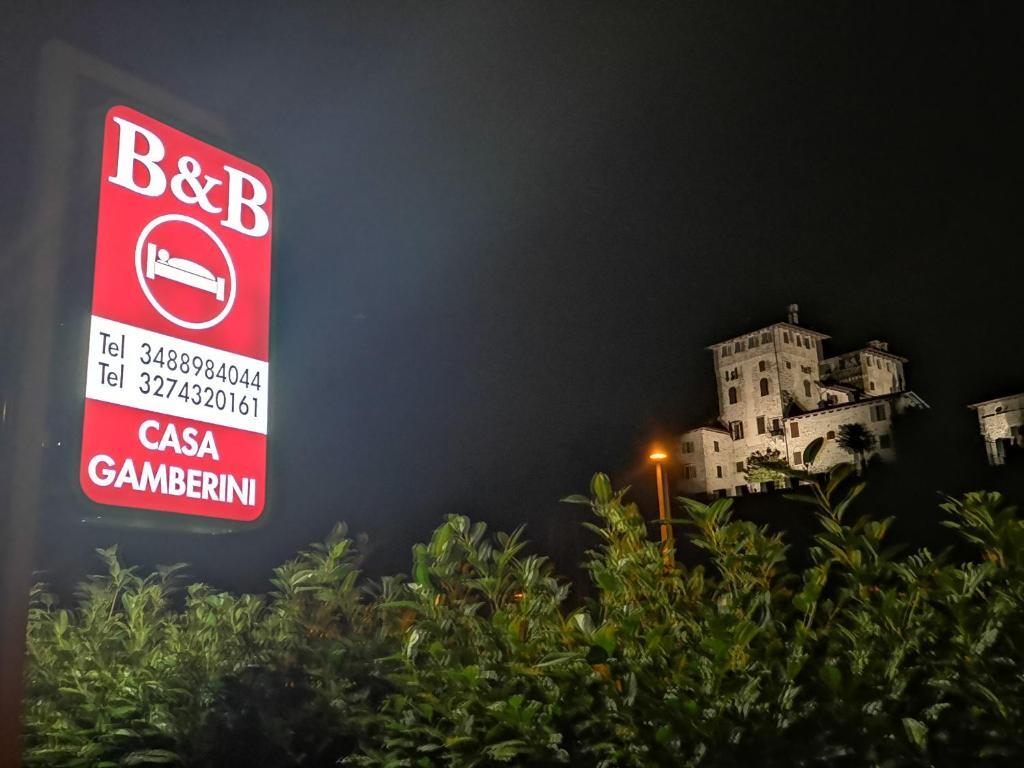 B&B
Tel 3488984044
Tel 3274320161
CASA
GAMBERINI